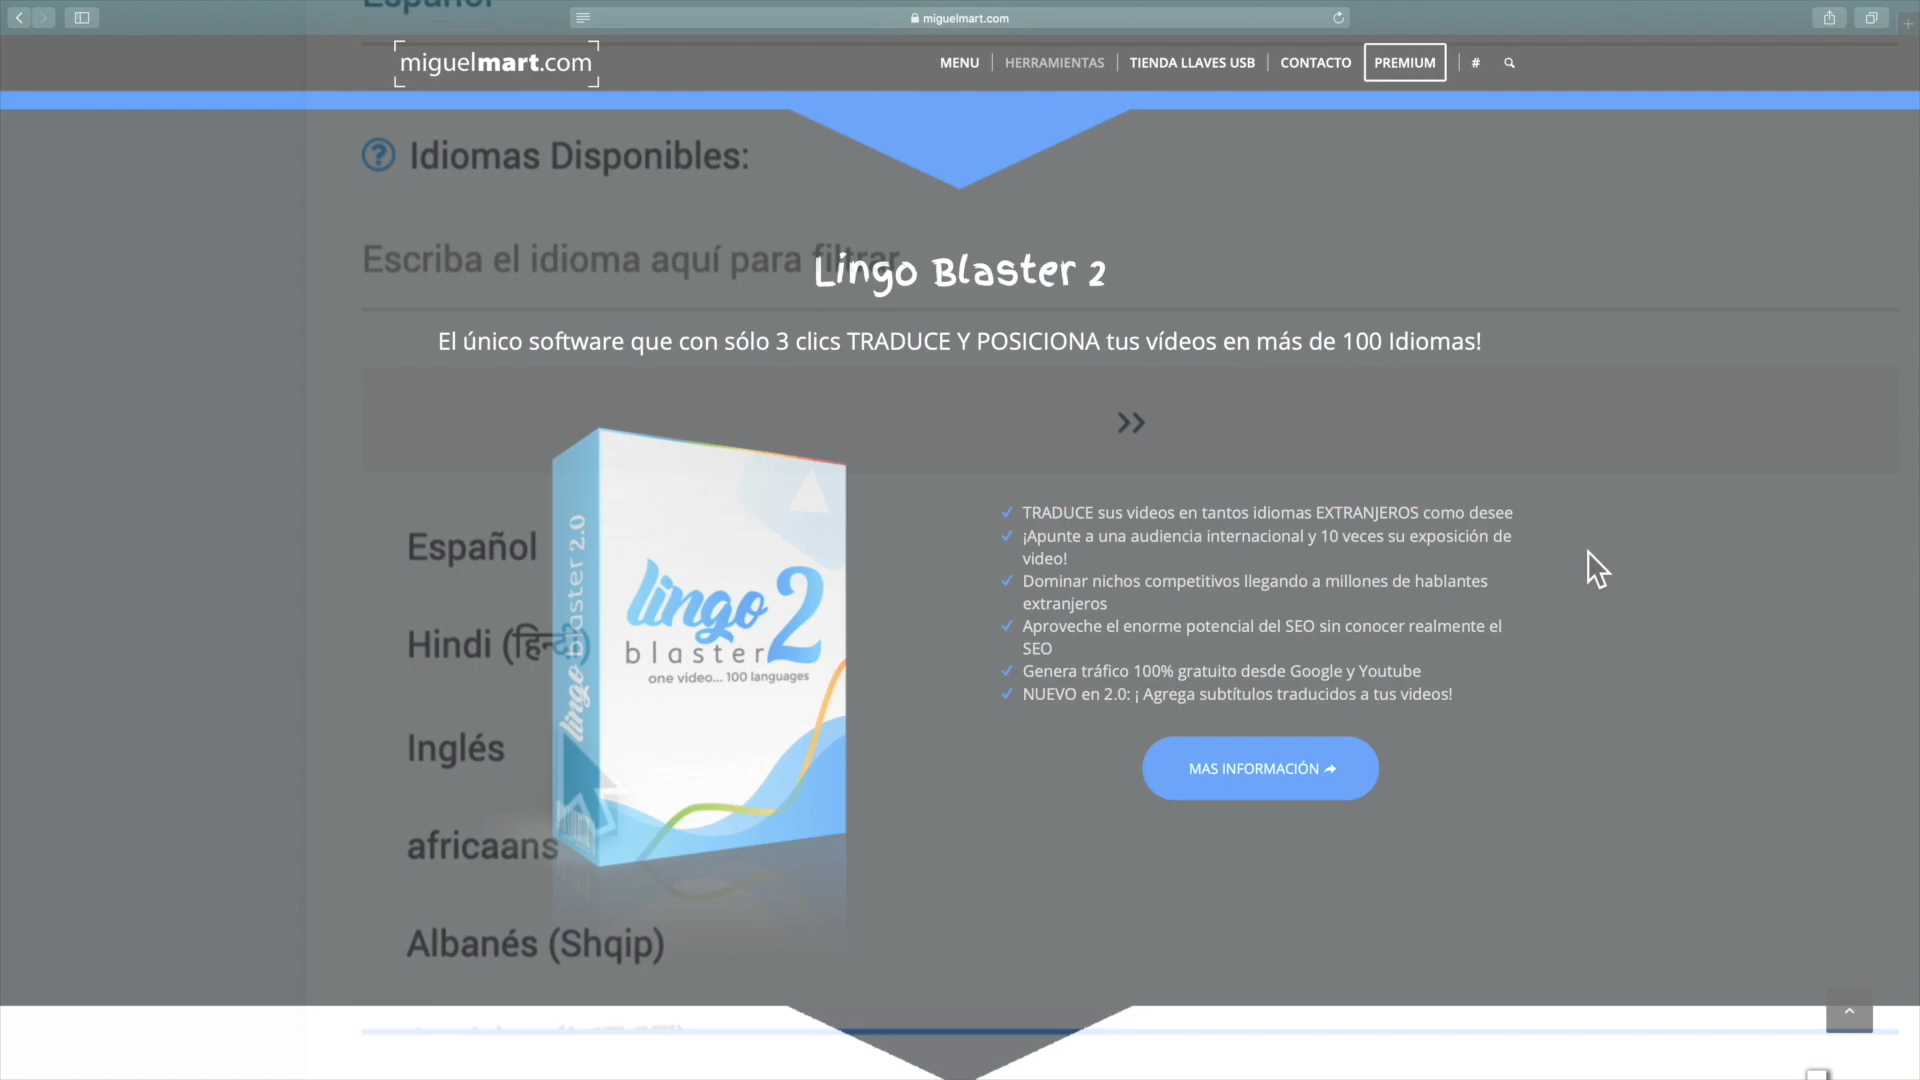 Español
miguelmart.com
miguelmart.com
MENU
HERRAMIENTAS
TIENDA LLAVES USB
CONTACTO
PREMIUM
#
Idiomas Disponibles:
Escriba el idioma aquí para filtrar
Lingo Blaster 2
El único software que con sólo 3 clics TRADUCE Y POSICIONA tus vídeos en más de 100 Idiomas!
Español
Hindi (हिन्दी)
Inglés
africaans
Albanés (Shqip)
lingo blaster 2.0
lingo 2
blaster
one video... 100 languages
TRADUCE sus videos en tantos idiomas EXTRANJEROS como desee
¡Apunte a una audiencia internacional y 10 veces su exposición de
video!
Dominar nichos competitivos llegando a millones de hablantes
extranjeros
Aproveche el enorme potencial del SEO sin conocer realmente el
SEO
Genera tráfico 100% gratuito desde Google y Youtube
NUEVO en 2.0: ¡ Agrega subtítulos traducidos a tus videos!
MAS INFORMACIÓN